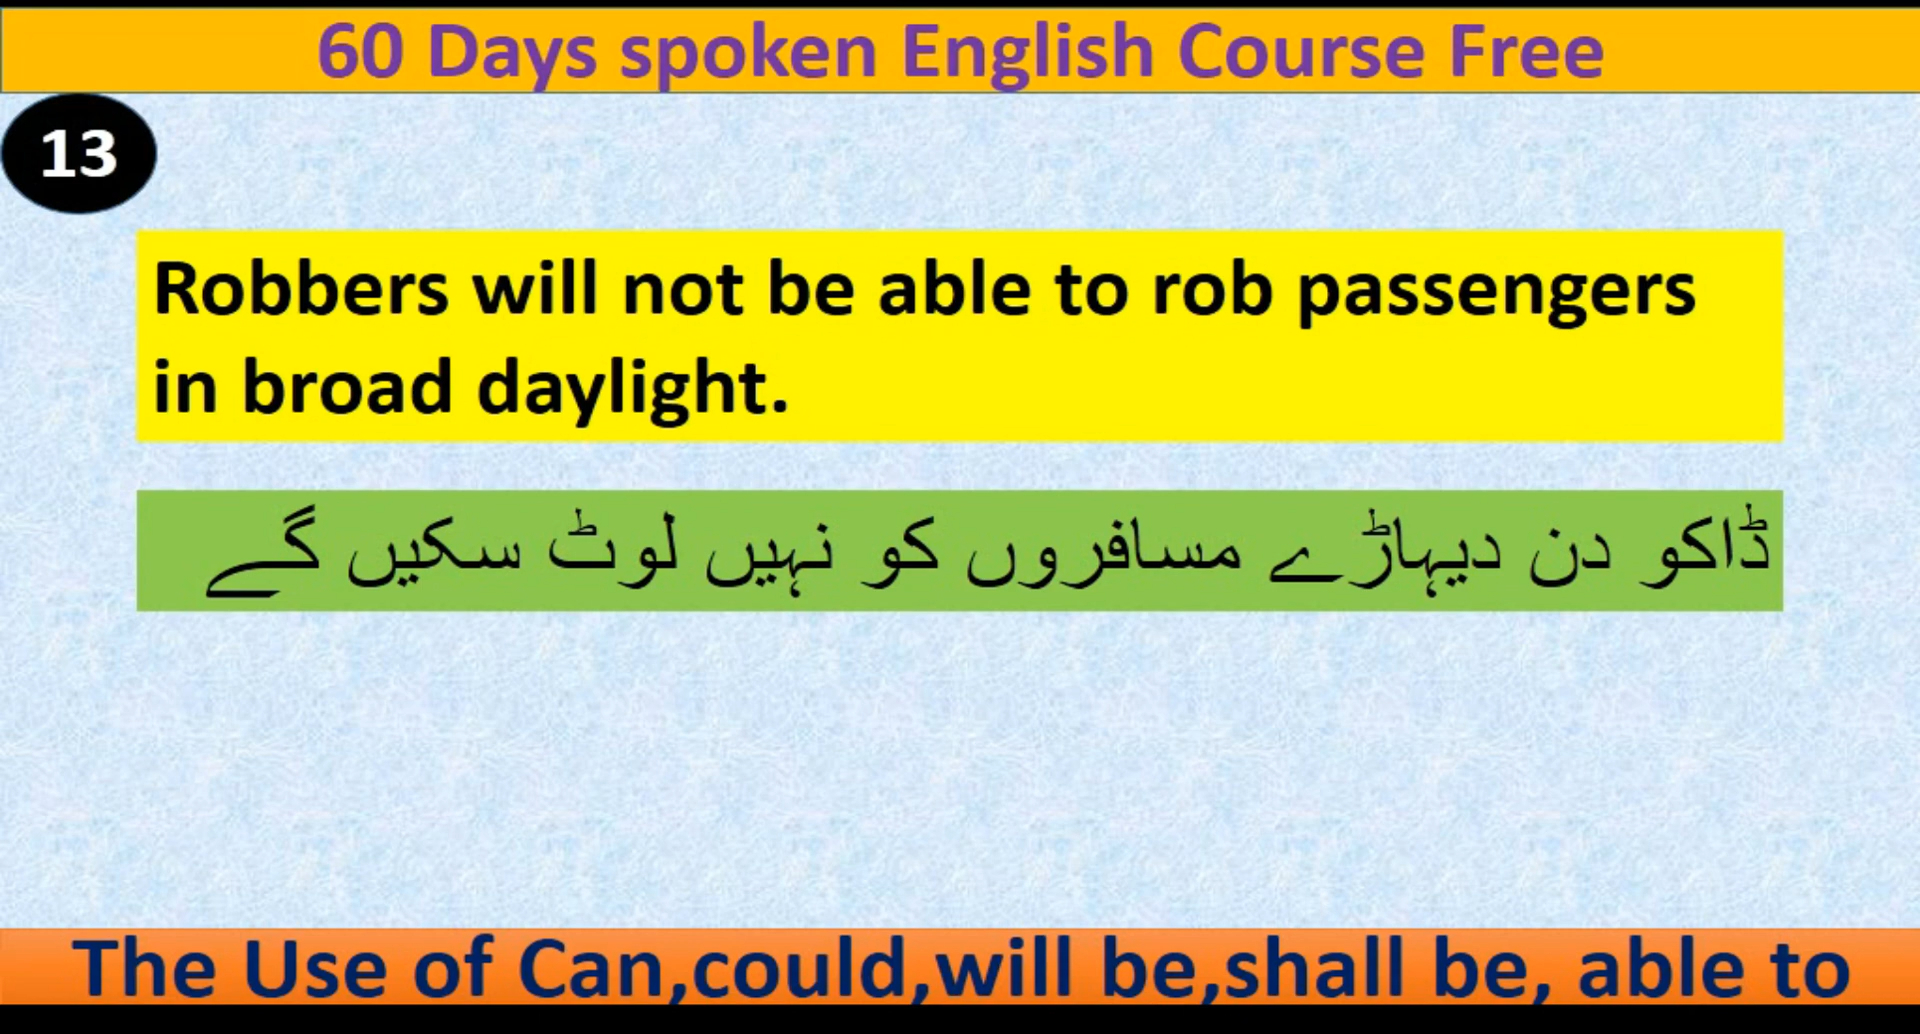 60 Days spoken English Course Free
13
Robbers will not be able to rob passengers
in broad daylight.
ڈاکو دن دیہاڑے مسافروں کو نہیں لوٹ سکیں گے
The Use of Can,could,will be,shall be, able to